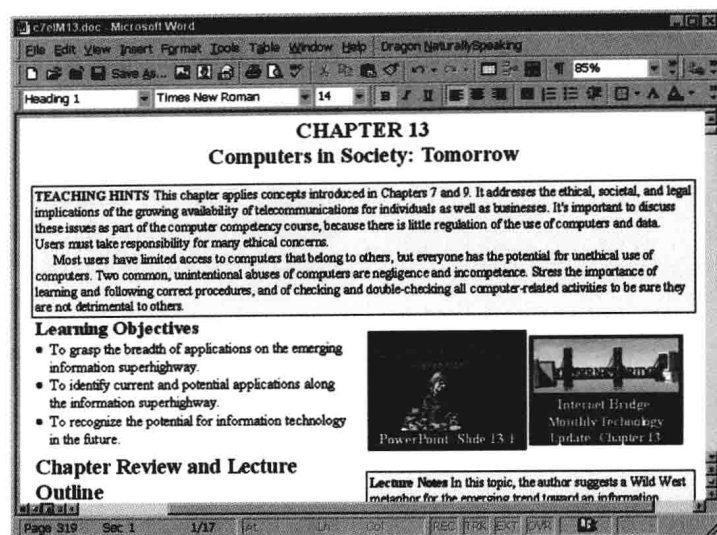 c7eIM13.doc - Microsoft Word
File Edit View Insert Format Tools Table Window Help Dragon NaturallySpeaking
Save As... 85%
Heading 1 Times New Roman 14 B I U
CHAPTER 13
Computers in Society: Tomorrow
TEACHING HINTS This chapter applies concepts introduced in Chapters 7 and 9. It addresses the ethical, societal, and legal
implications of the growing availability of telecommunications for individuals as well as businesses. It's important to discuss
these issues as part of the computer competency course, because there is little regulation of the use of computers and data.
Users must take responsibility for many ethical concerns.
Most users have limited access to computers that belong to others, but everyone has the potential for unethical use of
computers. Two common, unintentional abuses of computers are negligence and incompetence. Stress the importance of
learning and following correct procedures, and of checking and double-checking all computer-related activities to be sure they
are not detrimental to others.
Learning Objectives
• To grasp the breadth of applications on the emerging
information superhighway.
• To identify current and potential applications along
the information superhighway.
• To recognize the potential for information technology
in the future.
PowerPoint Slide 13-1
INTERNET BRIDGE
Internet Bridge
Monthly Technology
Update Chapter 13
Chapter Review and Lecture
Outline
Lecture Notes In this topic, the author suggests a Wild West
metaphor for the emerging trend toward an information
Page 319 Sec 1 1/17 At Ln Col REC TRK EXT OVR